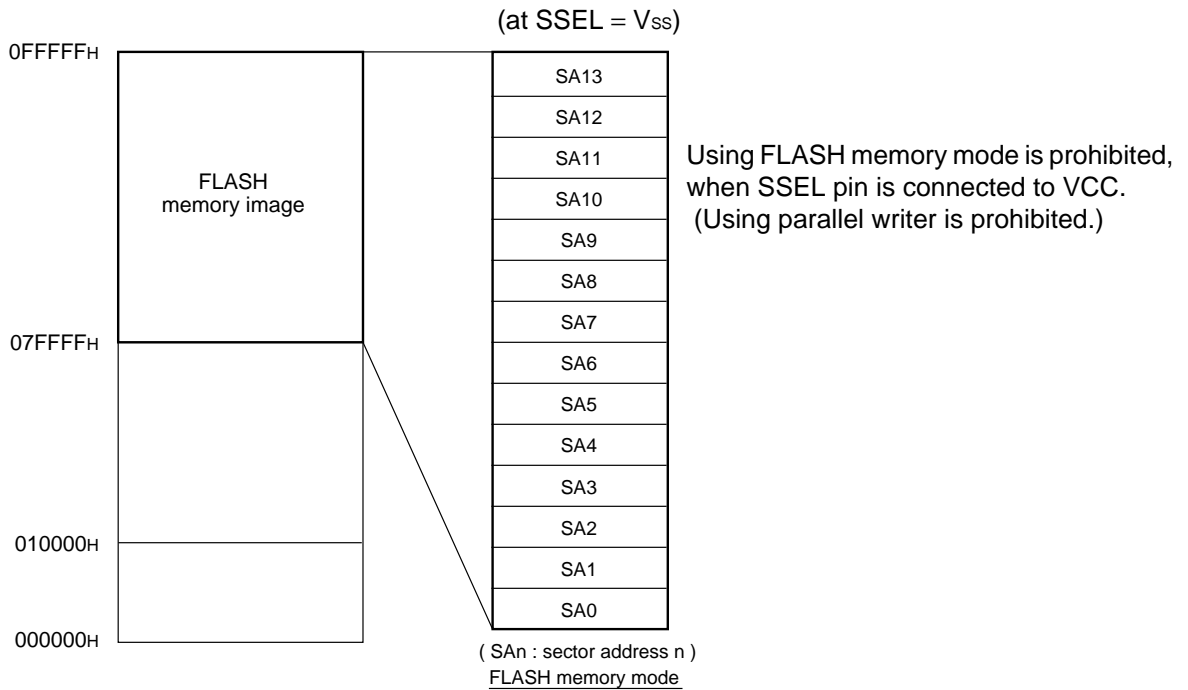 (at SSEL = Vss)
0FFFFFH
FLASH
memory image
07FFFFH
010000H
000000H
SA13
SA12
SA11
SA10
SA9
SA8
SA7
SA6
SA5
SA4
SA3
SA2
SA1
SA0
( SAn : sector address n )
FLASH memory mode
Using FLASH memory mode is prohibited,
when SSEL pin is connected to VCC.
(Using parallel writer is prohibited.)